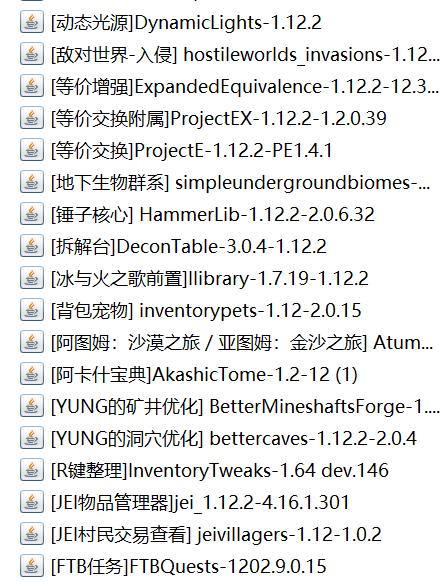 [动态光源]DynamicLights-1.12.2
[敌对世界-入侵] hostileworlds_invasions-1.12...
[等价增强]ExpandedEquivalence-1.12.2-12.3...
[等价交换附属]ProjectEX-1.12.2-1.2.0.39
[等价交换]ProjectE-1.12.2-PE1.4.1
[地下生物群系] simpleundergroundbiomes-...
[锤子核心] HammerLib-1.12.2-2.0.6.32
[拆解台]DeconTable-3.0.4-1.12.2
[冰与火之歌前置]llibrary-1.7.19-1.12.2
[背包宠物] inventorypets-1.12-2.0.15
[阿图姆：沙漠之旅 / 亚图姆：金沙之旅] Atum...
[阿卡什宝典]AkashicTome-1.2-12 (1)
[YUNG的矿井优化] BetterMineshaftsForge-1....
[YUNG的洞穴优化] bettercaves-1.12.2-2.0.4
[R键整理]InventoryTweaks-1.64 dev.146
[JEI物品管理器]jei_1.12.2-4.16.1.301
[JEI村民交易查看] jeivillagers-1.12-1.0.2
[FTB任务]FTBQuests-1202.9.0.15